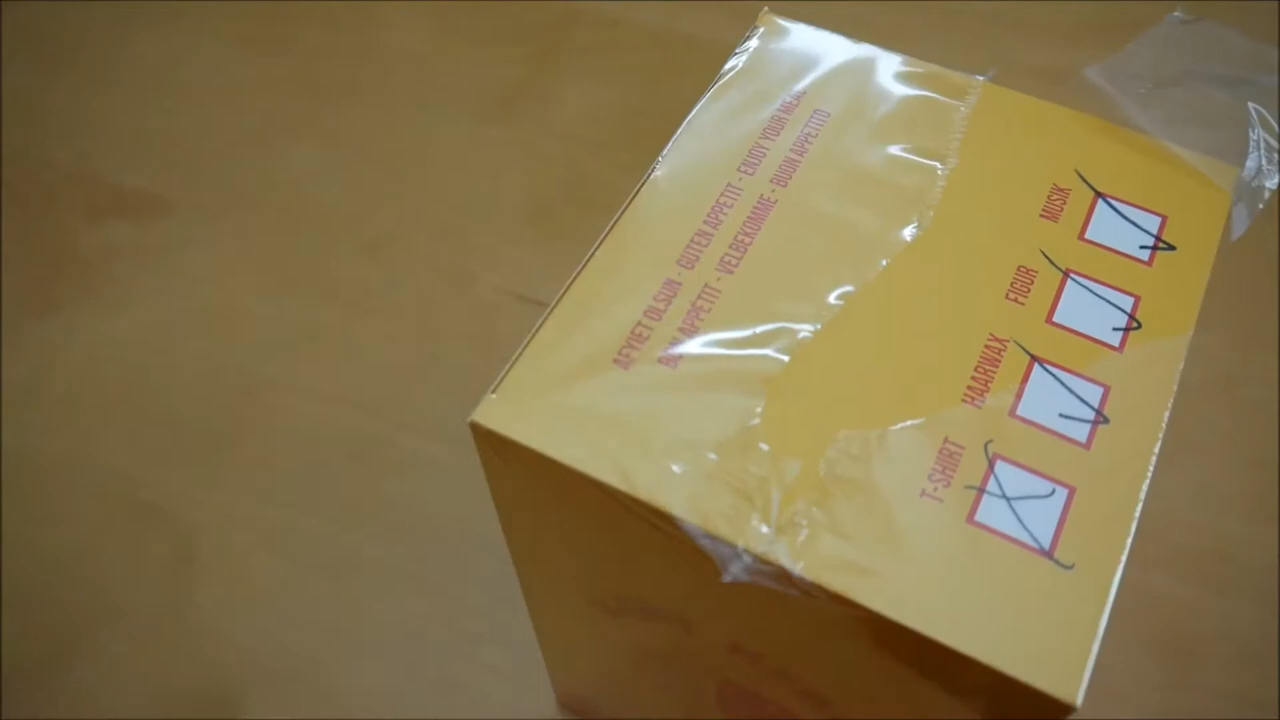 AFIYET OLSUN - GUTEN APPETIT - ENJOY YOUR MEAL
BON APPÉTIT - VELBEKOMME - BUON APPETITO
T-SHIRT
HAARWAX
FIGUR
MUSIK